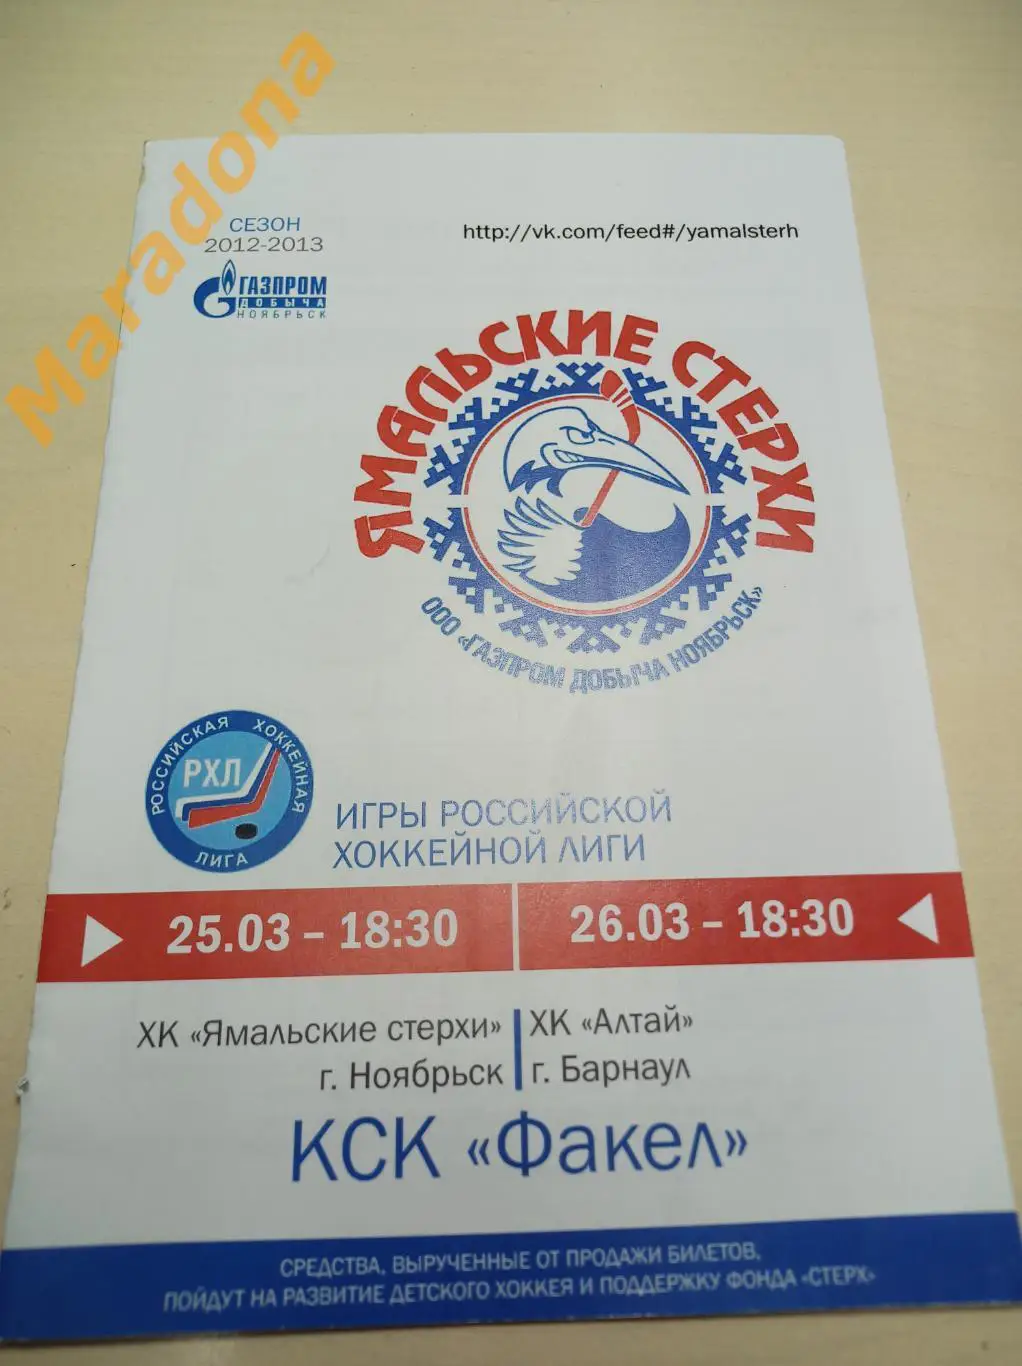 Maradona
СЕЗОН
2012-2013
http://vk.com/feed#/yamalsterh
ГАЗПРОМ
ДОБЫЧА
НОЯБРЬСК
ЯМАЛЬСКИЕ СТЕРХИ
ООО «ГАЗПРОМ ДОБЫЧА НОЯБРЬСК»
РОССИЙСКАЯ ХОККЕЙНАЯ
РХЛ
ЛИГА
ИГРЫ РОССИЙСКОЙ
ХОККЕЙНОЙ ЛИГИ
25.03 – 18:30
26.03 – 18:30
ХК «Ямальские стерхи»
г. Ноябрьск
ХК «Алтай»
г. Барнаул
КСК «Факел»
СРЕДСТВА, ВЫРУЧЕННЫЕ ОТ ПРОДАЖИ БИЛЕТОВ,
ПОЙДУТ НА РАЗВИТИЕ ДЕТСКОГО ХОККЕЯ И ПОДДЕРЖКУ ФОНДА «СТЕРХ»